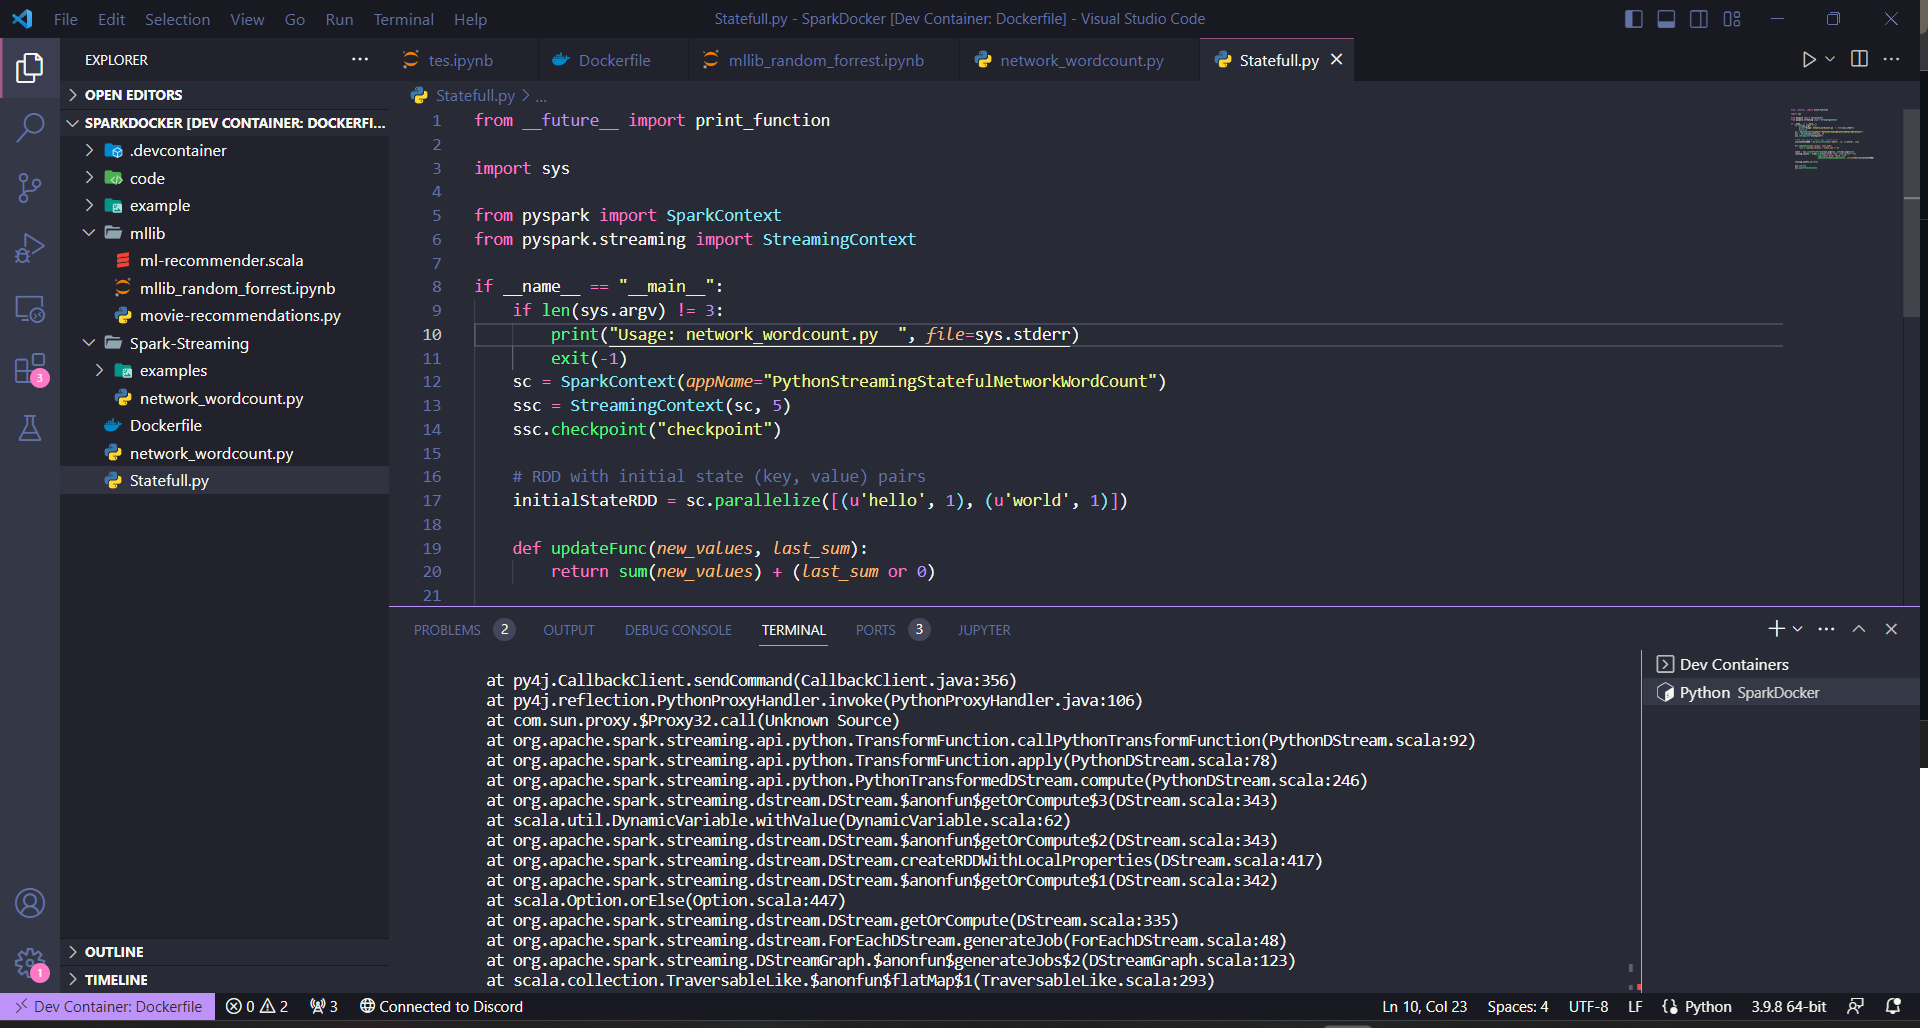 File Edit Selection View Go Run Terminal Help
Statefull.py - SparkDocker [Dev Container: Dockerfile] - Visual Studio Code
EXPLORER
tes.ipynb
Dockerfile
mllib_random_forrest.ipynb
network_wordcount.py
Statefull.py
OPEN EDITORS
SPARKDOCKER [DEV CONTAINER: DOCKERFI...
.devcontainer
code
example
mllib
ml-recommender.scala
mllib_random_forrest.ipynb
movie-recommendations.py
Spark-Streaming
examples
network_wordcount.py
Dockerfile
network_wordcount.py
Statefull.py
OUTLINE
TIMELINE
3
1
Statefull.py > ...
1 from __future__ import print_function
2
3 import sys
4
5 from pyspark import SparkContext
6 from pyspark.streaming import StreamingContext
7
8 if __name__ == "__main__":
9 if len(sys.argv) != 3:
10 print("Usage: network_wordcount.py  ", file=sys.stderr)
11 exit(-1)
12 sc = SparkContext(appName="PythonStreamingStatefulNetworkWordCount")
13 ssc = StreamingContext(sc, 5)
14 ssc.checkpoint("checkpoint")
15
16 # RDD with initial state (key, value) pairs
17 initialStateRDD = sc.parallelize([(u'hello', 1), (u'world', 1)])
18
19 def updateFunc(new_values, last_sum):
20 return sum(new_values) + (last_sum or 0)
21
PROBLEMS 2 OUTPUT DEBUG CONSOLE TERMINAL PORTS 3 JUPYTER
at py4j.CallbackClient.sendCommand(CallbackClient.java:356)
at py4j.reflection.PythonProxyHandler.invoke(PythonProxyHandler.java:106)
at com.sun.proxy.$Proxy32.call(Unknown Source)
at org.apache.spark.streaming.api.python.TransformFunction.callPythonTransformFunction(PythonDStream.scala:92)
at org.apache.spark.streaming.api.python.TransformFunction.apply(PythonDStream.scala:78)
at org.apache.spark.streaming.api.python.PythonTransformedDStream.compute(PythonDStream.scala:246)
at org.apache.spark.streaming.dstream.DStream.$anonfun$getOrCompute$3(DStream.scala:343)
at scala.util.DynamicVariable.withValue(DynamicVariable.scala:62)
at org.apache.spark.streaming.dstream.DStream.$anonfun$getOrCompute$2(DStream.scala:343)
at org.apache.spark.streaming.dstream.DStream.createRDDWithLocalProperties(DStream.scala:417)
at org.apache.spark.streaming.dstream.DStream.$anonfun$getOrCompute$1(DStream.scala:342)
at scala.Option.orElse(Option.scala:447)
at org.apache.spark.streaming.dstream.DStream.getOrCompute(DStream.scala:335)
at org.apache.spark.streaming.dstream.ForEachDStream.generateJob(ForEachDStream.scala:48)
at org.apache.spark.streaming.DStreamGraph.$anonfun$generateJobs$2(DStreamGraph.scala:123)
at scala.collection.TraversableLike.$anonfun$flatMap$1(TraversableLike.scala:293)
Dev Containers
Python SparkDocker
Dev Container: Dockerfile 0 2 3 Connected to Discord
Ln 10, Col 23 Spaces: 4 UTF-8 LF Python 3.9.8 64-bit